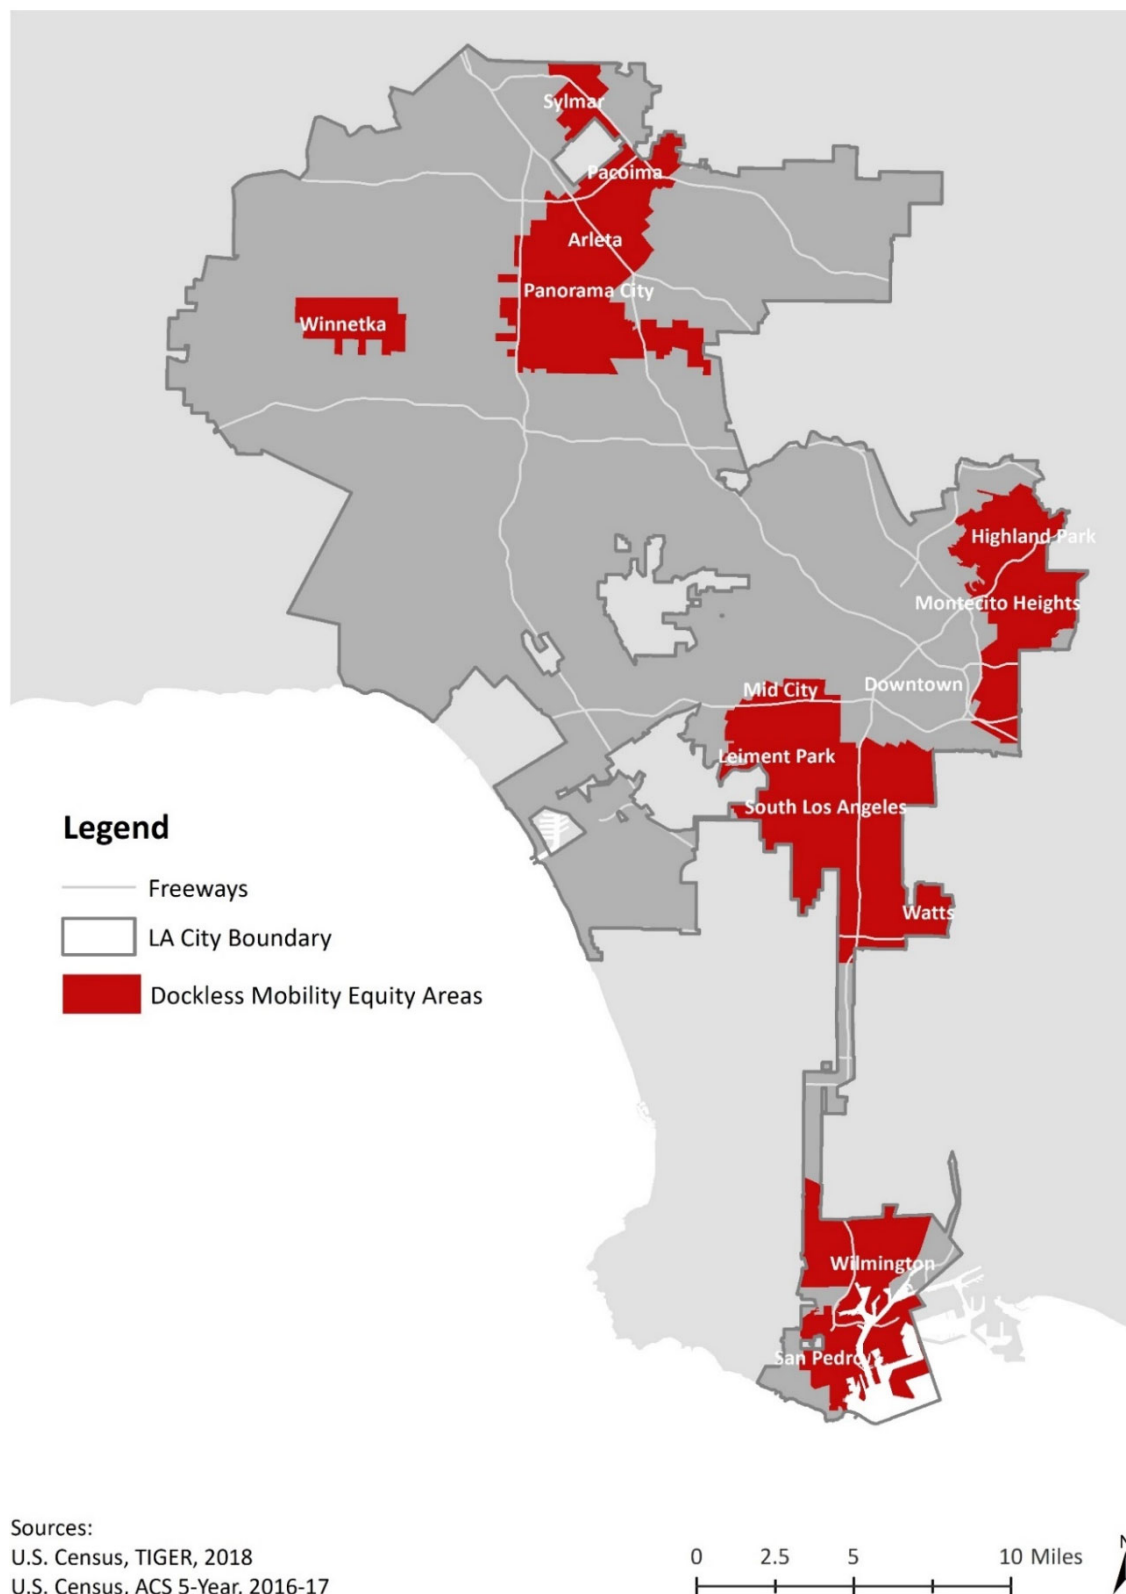 Sylmar
Pacoima
Arleta
Panorama City
Winnetka
Highland Park
Montecito Heights
Downtown
Mid City
Leiment Park
South Los Angeles
Watts
Legend
Freeways
LA City Boundary
Dockless Mobility Equity Areas
Wilmington
San Pedro
Sources:
U.S. Census, TIGER, 2018
U.S. Census, ACS 5-Year, 2016-17
0 2.5 5 10 Miles
N